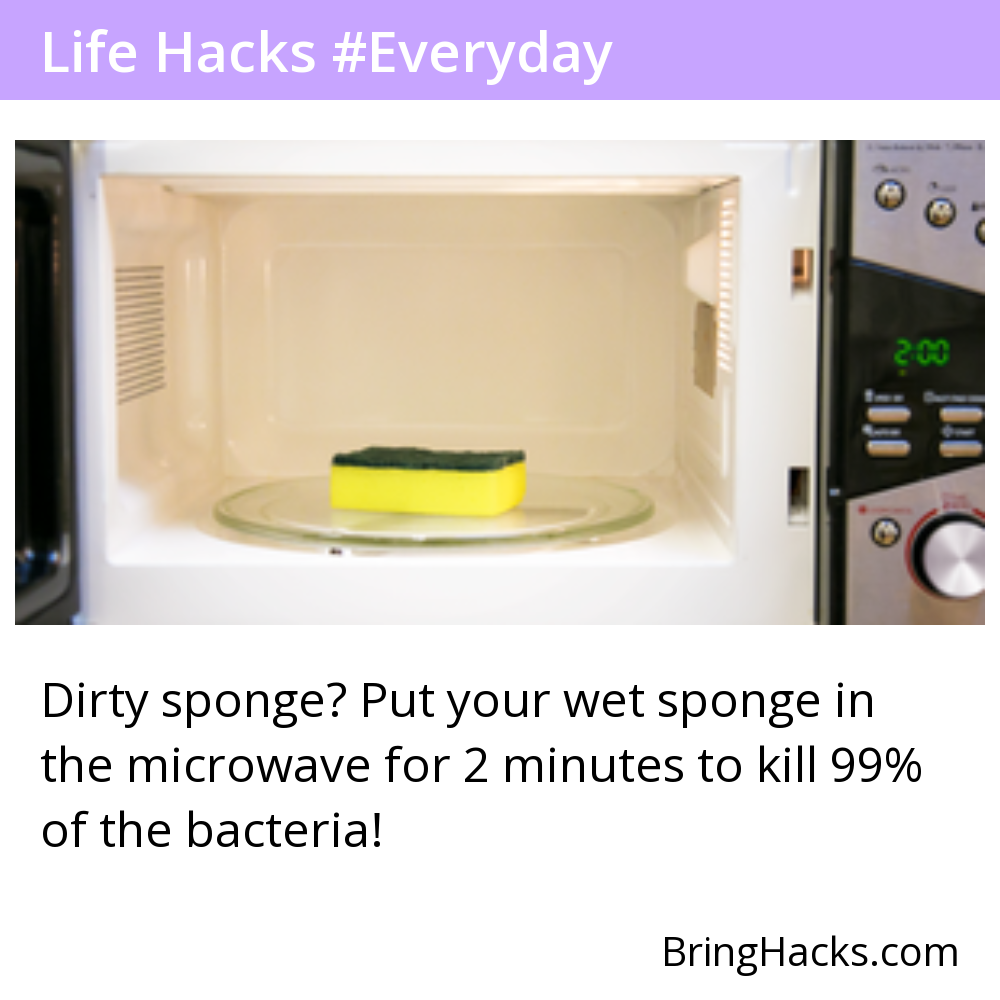 Life Hacks #Everyday
2:00
Dirty sponge? Put your wet sponge in
the microwave for 2 minutes to kill 99%
of the bacteria!
BringHacks.com